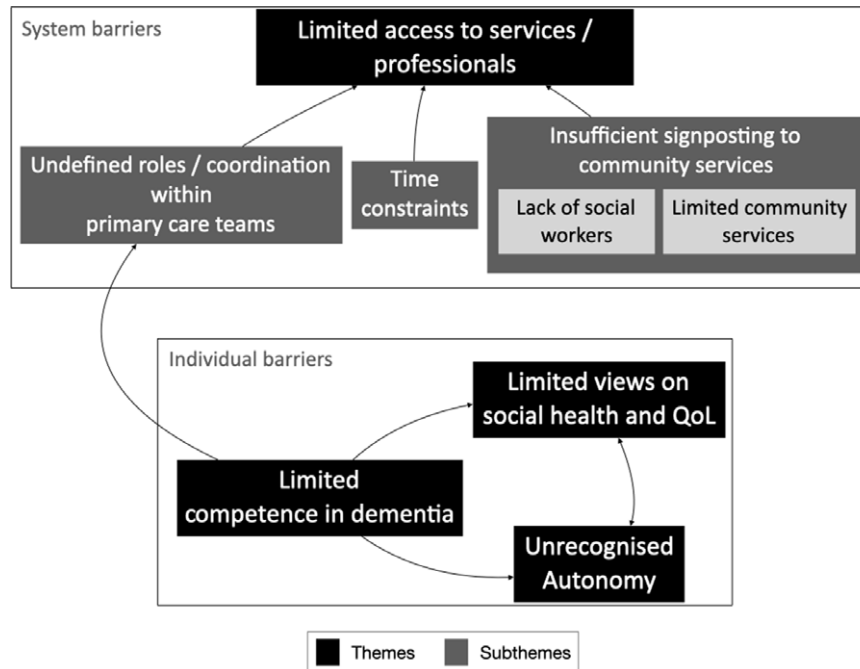 System barriers
Limited access to services /
professionals
Undefined roles / coordination
within
primary care teams
Time
constraints
Insufficient signposting to
community services
Lack of social
workers
Limited community
services
Individual barriers
Limited views on
social health and QoL
Limited
competence in dementia
Unrecognised
Autonomy
Themes
Subthemes